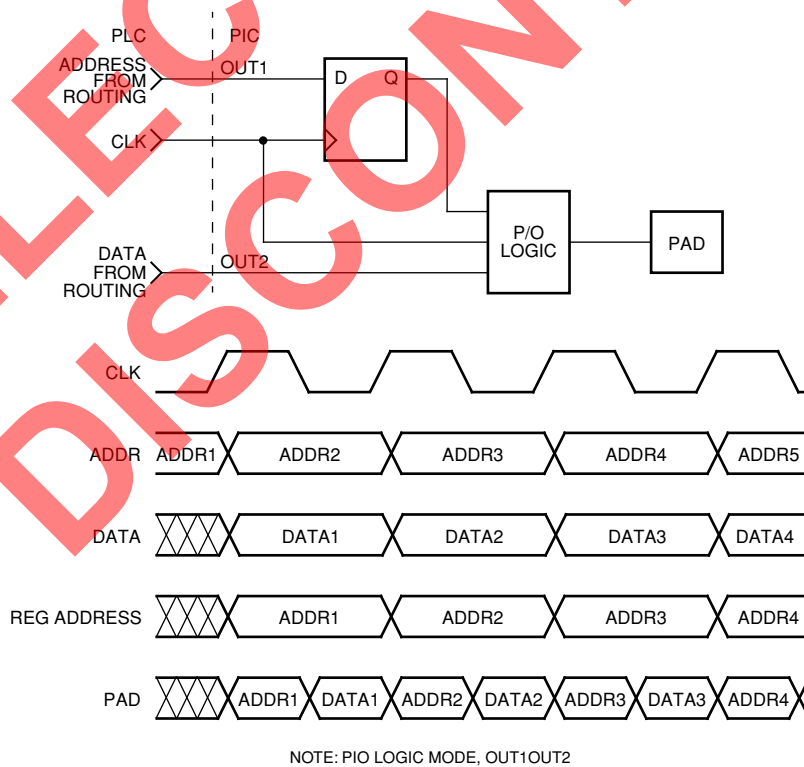 PLC
PIC
ADDRESS
FROM
ROUTING
OUT1
D
Q
CLK
P/O
LOGIC
PAD
DATA
FROM
ROUTING
OUT2
CLK
ADDR
ADDR1
ADDR2
ADDR3
ADDR4
ADDR5
DATA
DATA1
DATA2
DATA3
DATA4
REG ADDRESS
ADDR1
ADDR2
ADDR3
ADDR4
PAD
ADDR1
DATA1
ADDR2
DATA2
ADDR3
DATA3
ADDR4
NOTE: PIO LOGIC MODE, OUT1OUT2